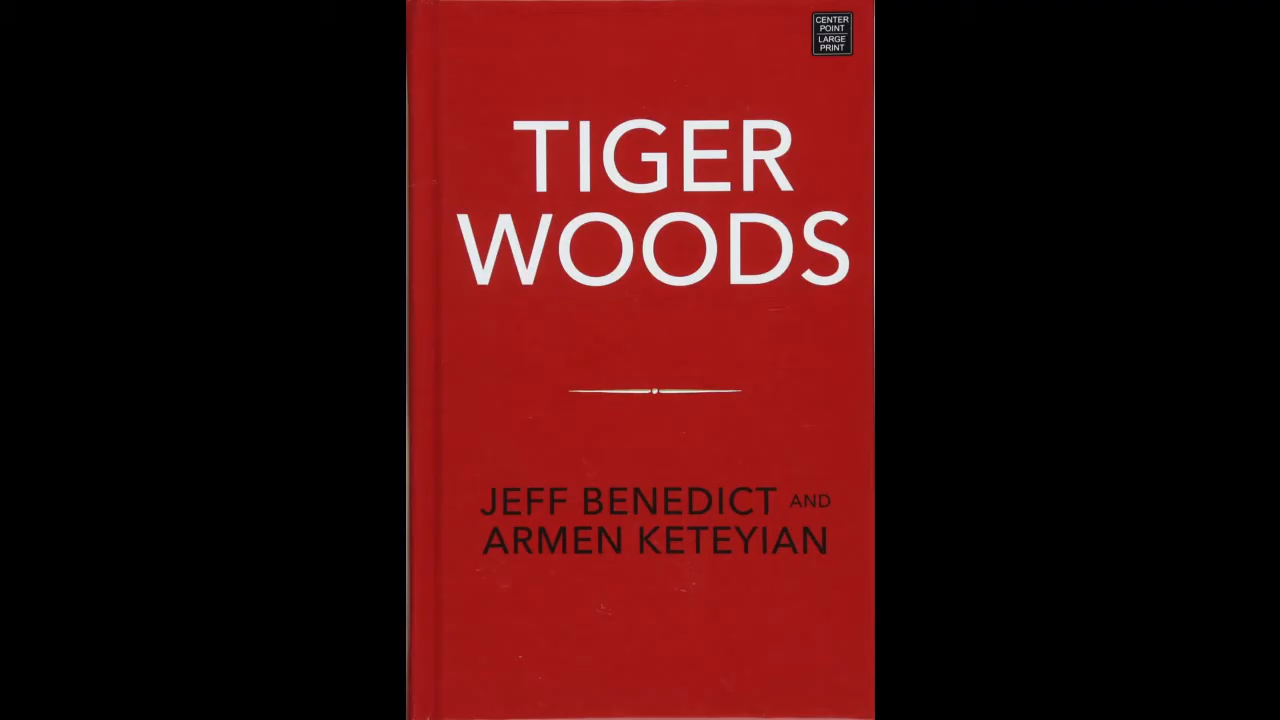 CENTER
POINT
LARGE
PRINT
TIGER
WOODS
JEFF BENEDICT AND
ARMEN KETEYIAN